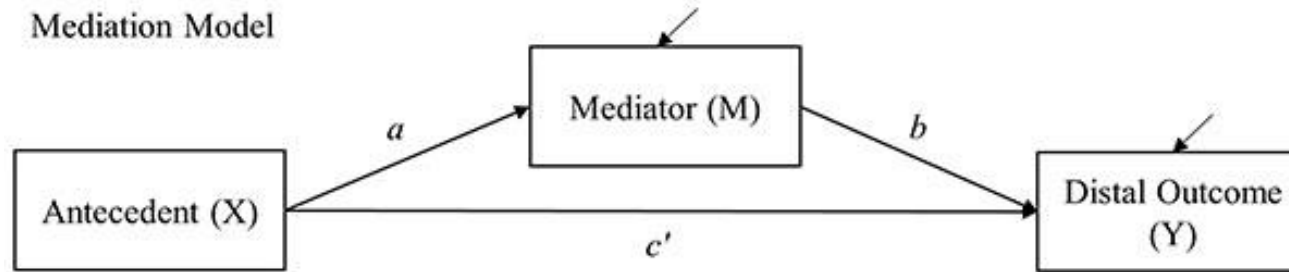 Mediation Model
Mediator (M)
a
b
Antecedent (X)
c'
Distal Outcome
(Y)